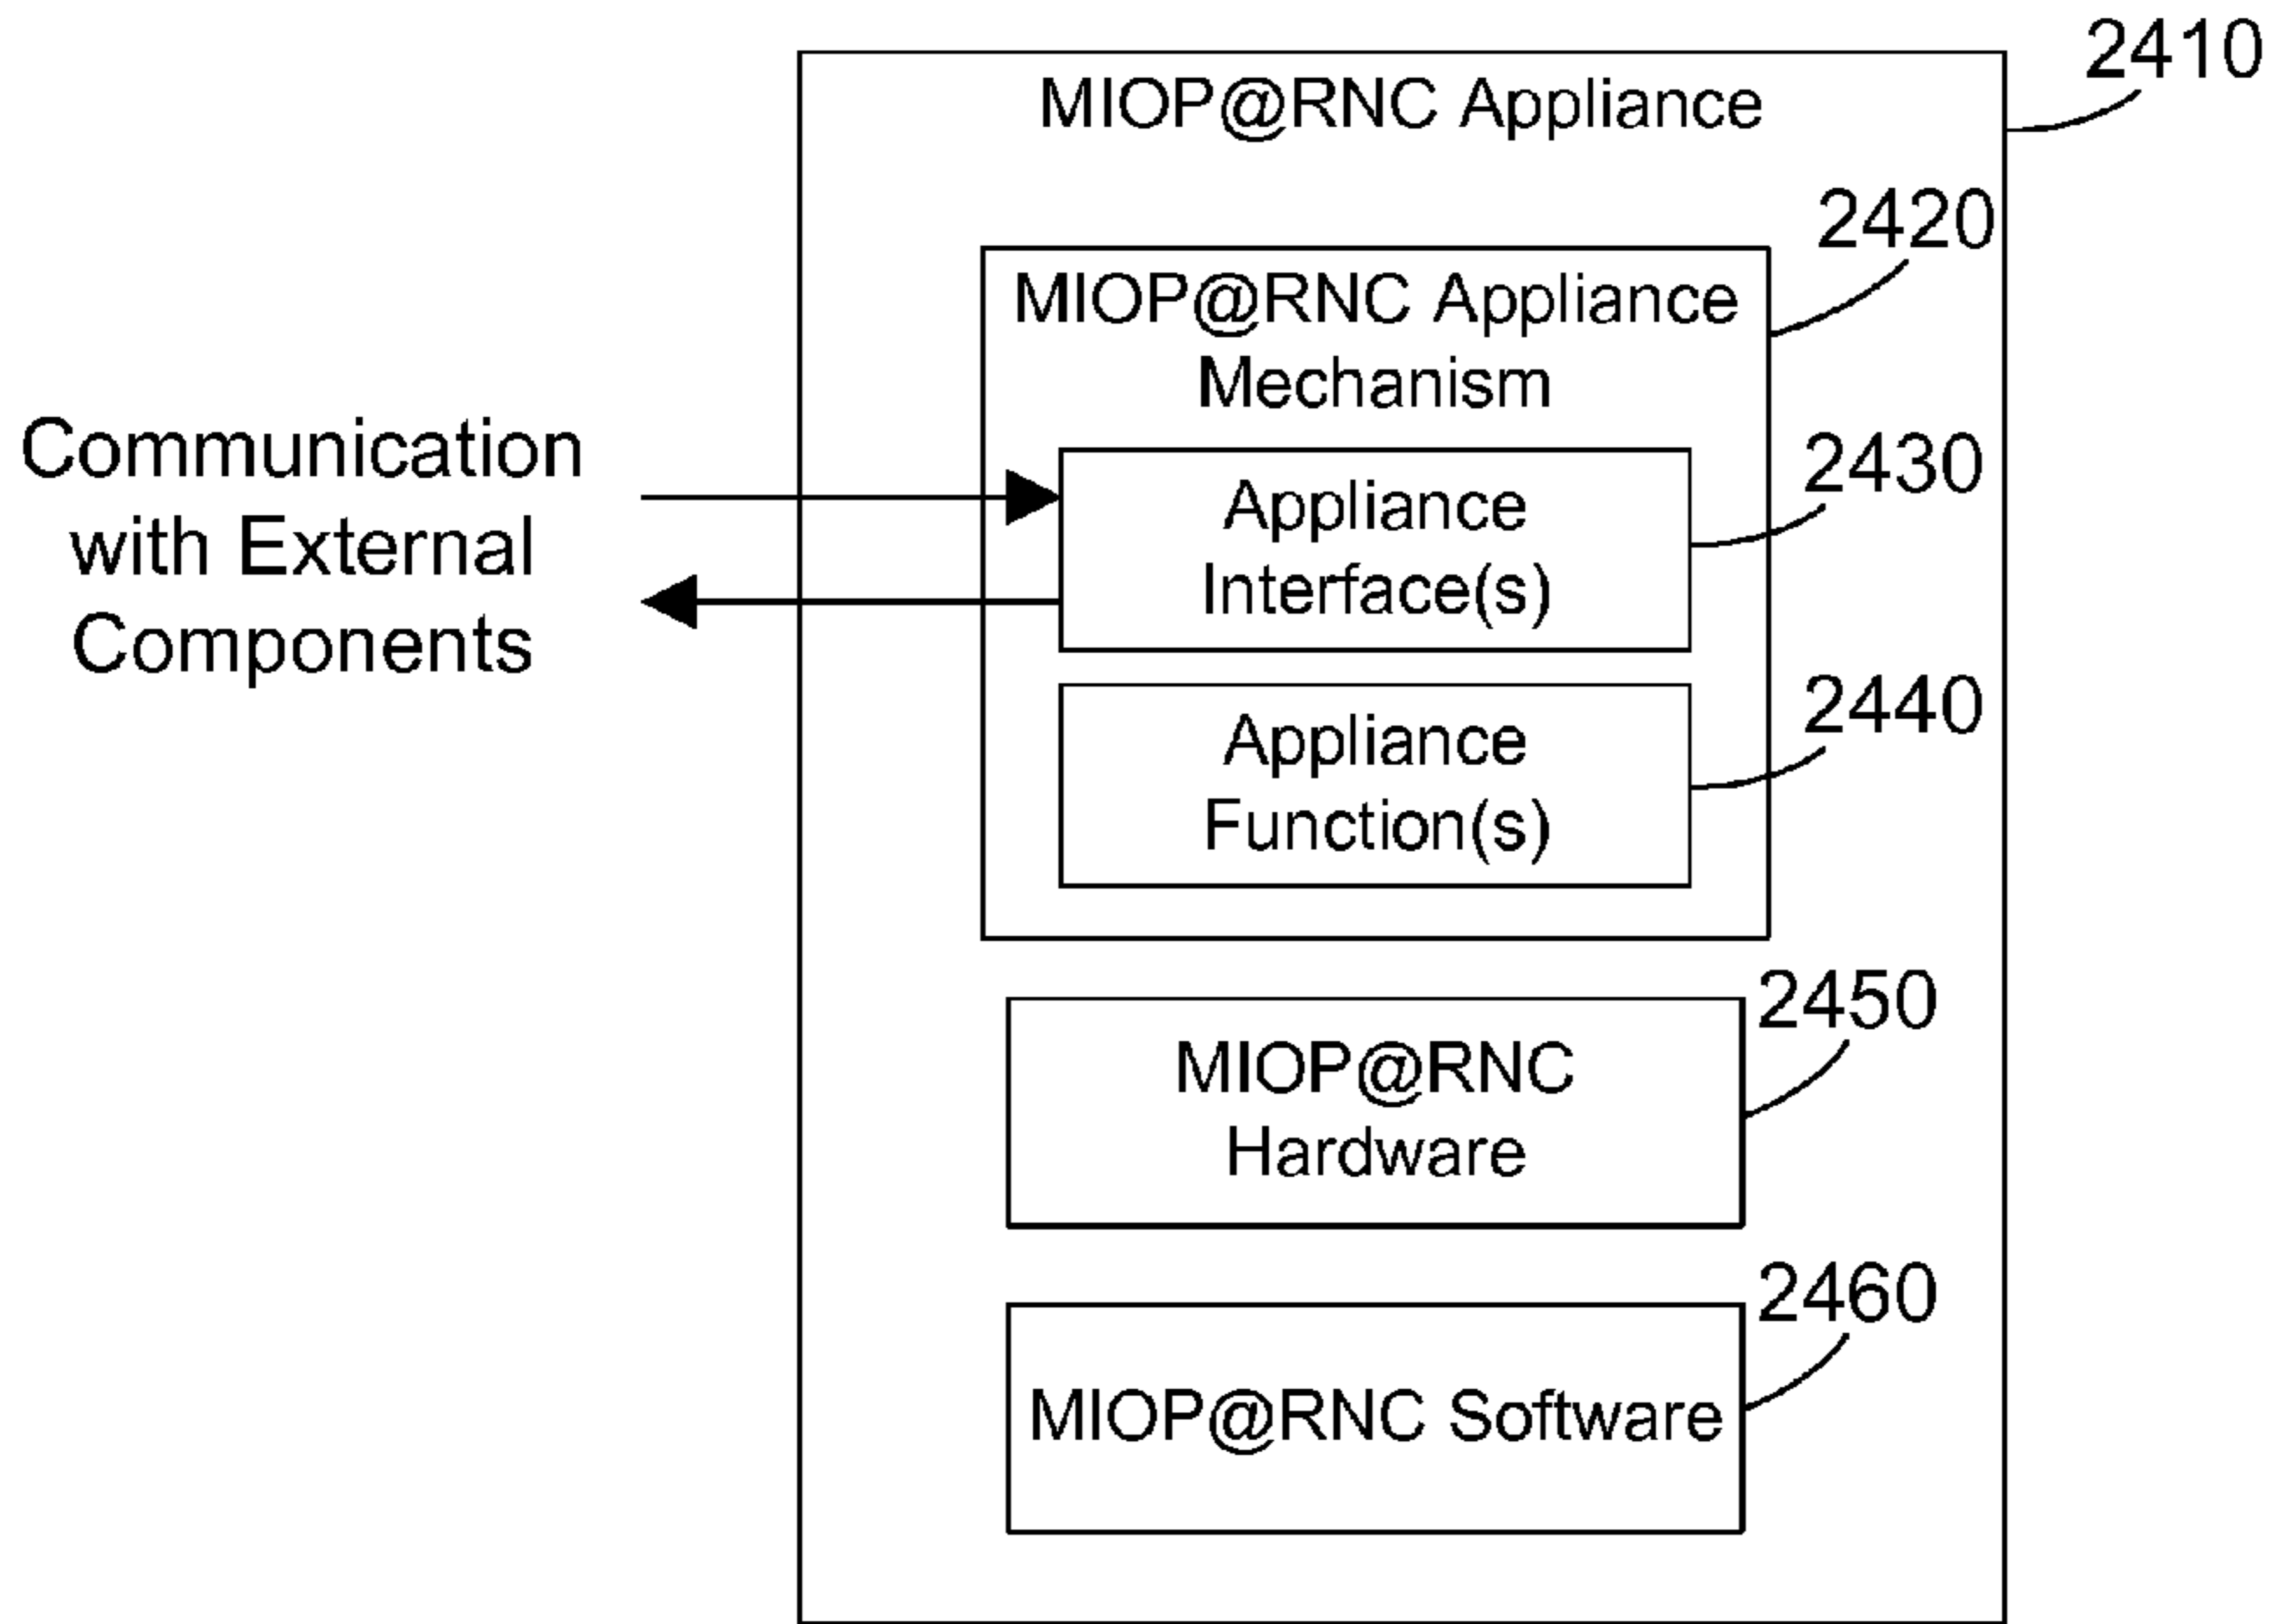 2410
MIOP@RNC Appliance
2420
MIOP@RNC Appliance
Mechanism
Communication
with External
Components
2430
Appliance
Interface(s)
2440
Appliance
Function(s)
2450
MIOP@RNC
Hardware
2460
MIOP@RNC Software